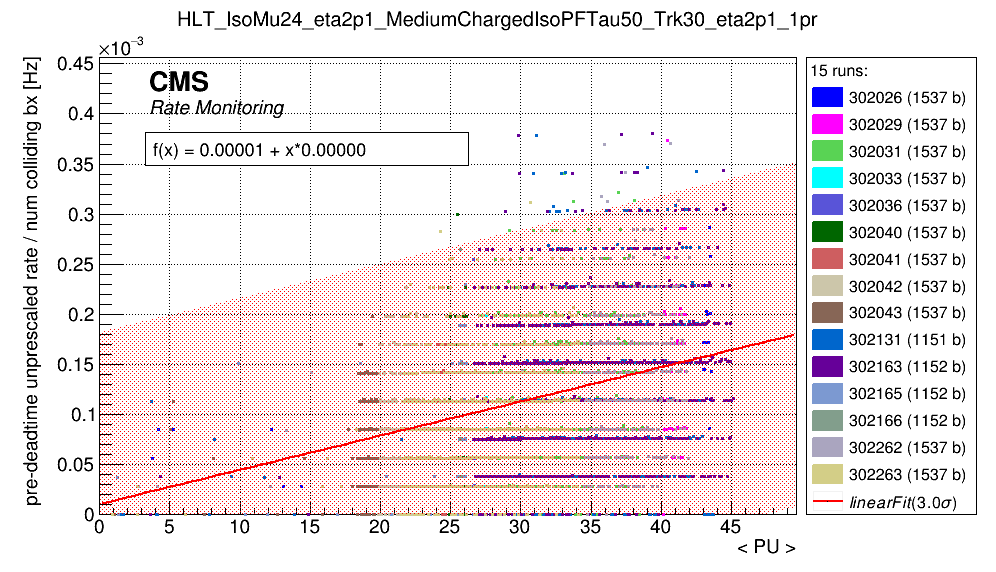 HLT_IsoMu24_eta2p1_MediumChargedIsoPFTau50_Trk30_eta2p1_1pr
×10⁻³
pre-deadtime unprescaled rate / num colliding bx [Hz]
0.45
0.4
0.35
0.3
0.25
0.2
0.15
0.1
0.05
0
CMS
Rate Monitoring
f(x) = 0.00001 + x*0.00000
0 5 10 15 20 25 30 35 40 45
< PU >
15 runs:
302026 (1537 b)
302029 (1537 b)
302031 (1537 b)
302033 (1537 b)
302036 (1537 b)
302040 (1537 b)
302041 (1537 b)
302042 (1537 b)
302043 (1537 b)
302131 (1151 b)
302163 (1152 b)
302165 (1152 b)
302166 (1152 b)
302262 (1537 b)
302263 (1537 b)
linearFit(3.0σ)